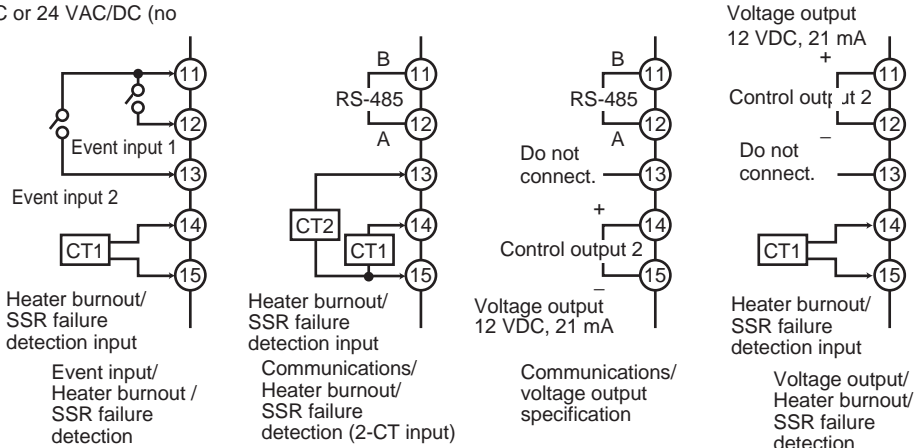 C or 24 VAC/DC (no
11
12
Event input 1
13
Event input 2
14
CT1
15
Heater burnout/
SSR failure
detection input
Event input/
Heater burnout /
SSR failure
detection
B
11
RS-485
12
A
13
CT2
14
CT1
15
Heater burnout/
SSR failure
detection input
Communications/
Heater burnout/
SSR failure
detection (2-CT input)
B
11
RS-485
12
A
Do not
connect.
13
+
14
Control output 2
15
–
Voltage output
12 VDC, 21 mA
Communications/
voltage output
specification
Voltage output
12 VDC, 21 mA
+
11
Control output 2
12
–
Do not
connect.
13
14
CT1
15
Heater burnout/
SSR failure
detection input
Voltage output/
Heater burnout/
SSR failure
detection